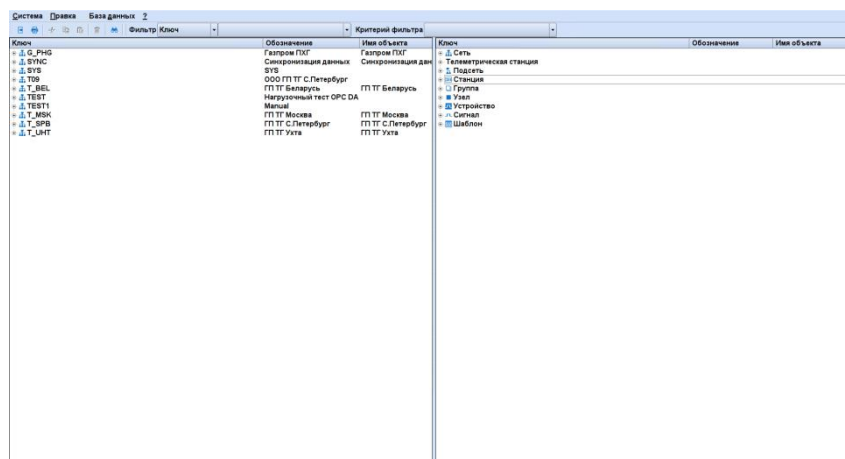 Система Правка База данных ?
Фильтр Ключ Критерий фильтра
Ключ Обозначение Имя объекта
G_PHG Газпром ПХГ Газпром ПХГ
SYNC Синхронизация данных Синхронизация дан
SYS SYS
T09 ООО ГП ТГ С.Петербург
T_BEL ГП ТГ Беларусь ГП ТГ Беларусь
TEST Нагрузочный тест OPC DA
TEST1 Manual
T_MSK ГП ТГ Москва ГП ТГ Москва
T_SPB ГП ТГ С.Петербург ГП ТГ С.Петербург
T_UHT ГП ТГ Ухта ГП ТГ Ухта
Ключ Обозначение Имя объекта
Сеть
Телеметрическая станция
Подсеть
Станция
Группа
Узел
Устройство
Сигнал
Шаблон